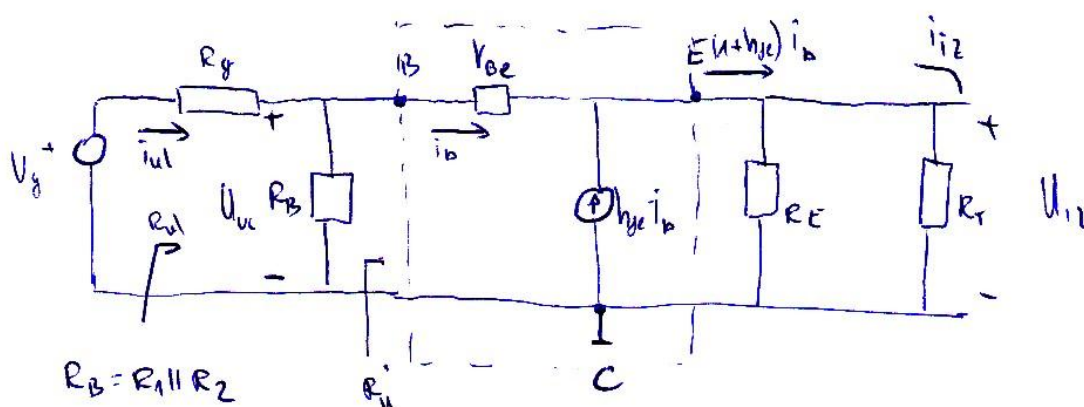 Rg
B
rbe
E
(1+hfe) ib
iiz
+
+
Vg
+
iul
ib
Uul
RB
hfe ib
RE
RT
Uiz
Rul
-
-
RB = R1 || R2
Ru'
C